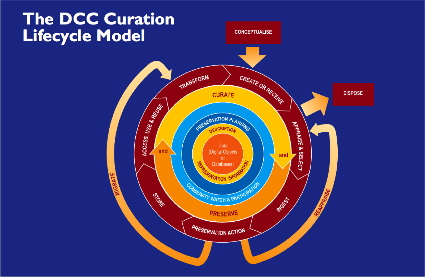 The DCC Curation
Lifecycle Model
CONCEPTUALISE
CREATE OR RECEIVE
DISPOSE
APPRAISE & SELECT
INGEST
PRESERVATION ACTION
STORE
ACCESS, USE & REUSE
TRANSFORM
CURATE
and
PRESERVE
and
PRESERVATION PLANNING
COMMUNITY WATCH & PARTICIPATION
DESCRIPTION
REPRESENTATION INFORMATION
Data
(Digital Objects
or
Databases)
MIGRATE
REAPPRAISE